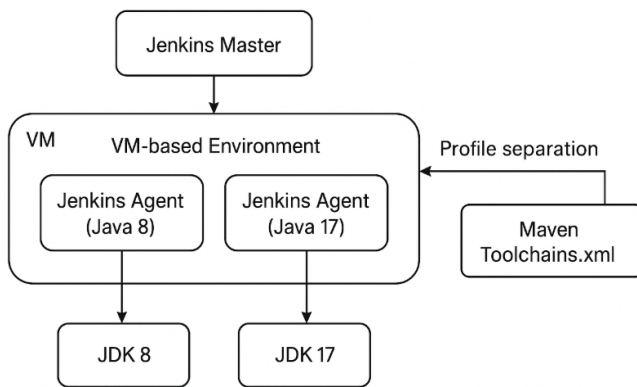 Jenkins Master
VM
VM-based Environment
Profile separation
Jenkins Agent
(Java 8)
Jenkins Agent
(Java 17)
Maven
Toolchains.xml
JDK 8
JDK 17